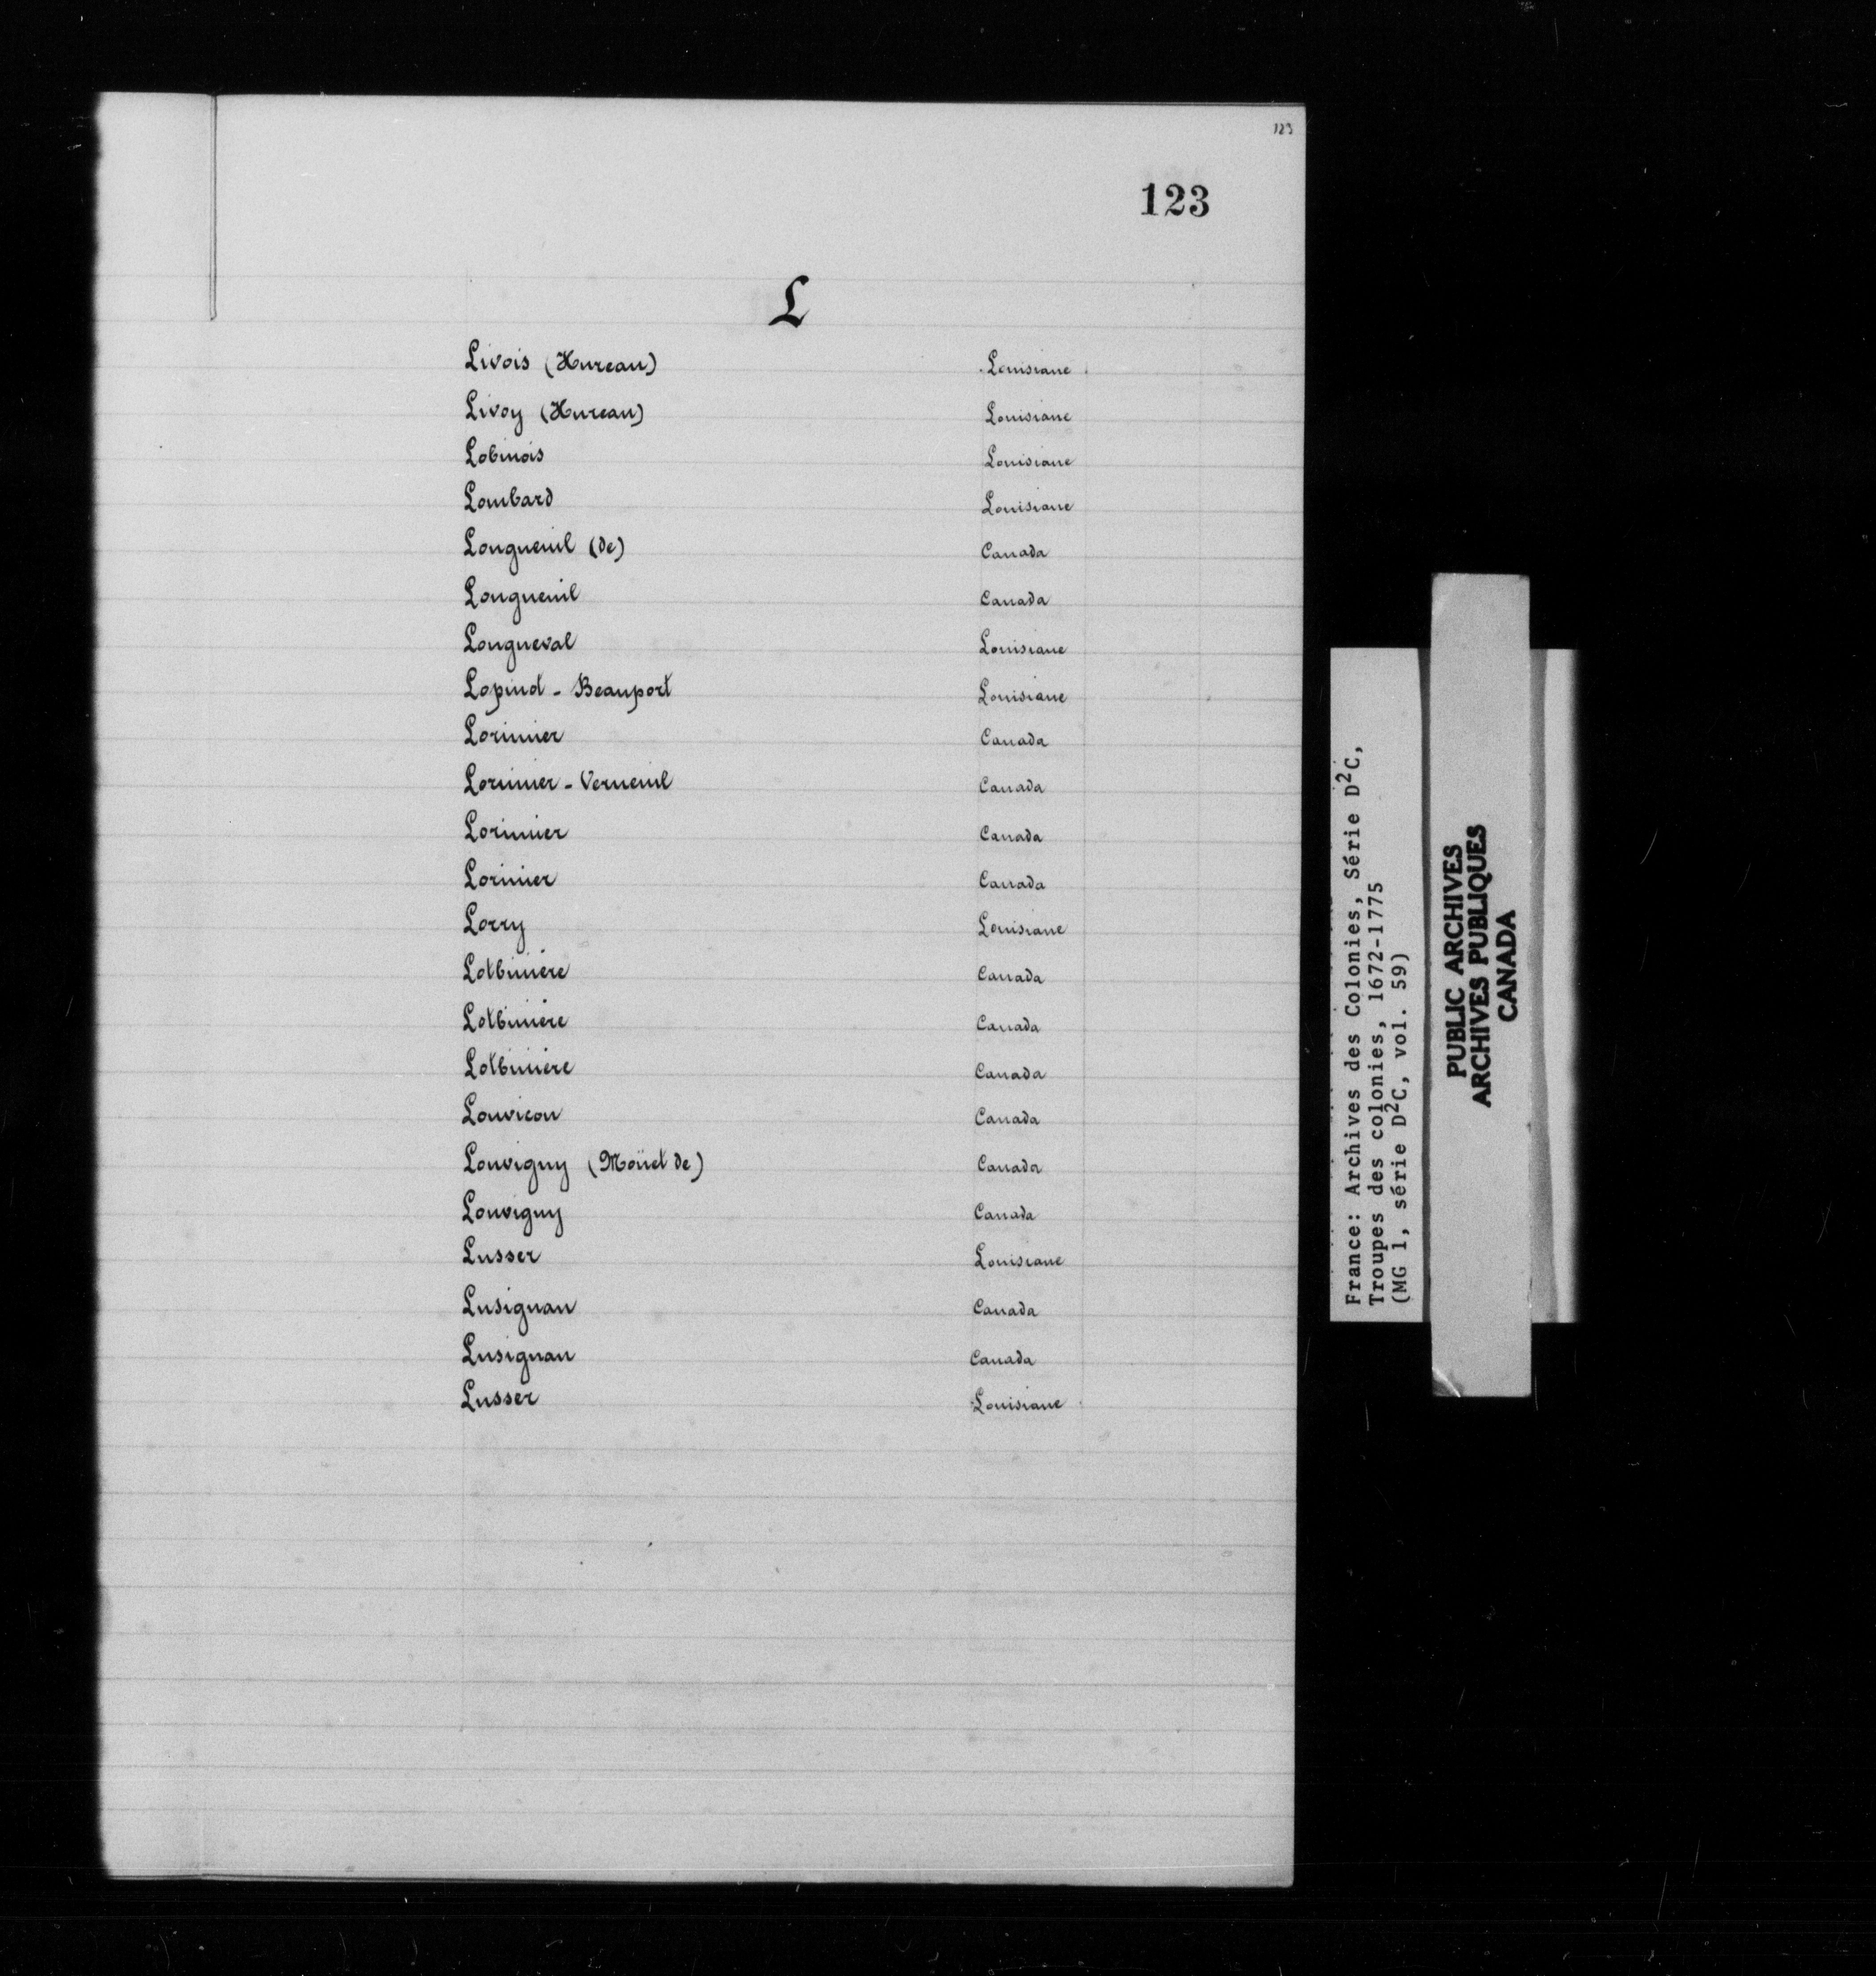 123
123
L
Livois (Hureau) Louisiane
Livoy (Hureau) Louisiane
Lobinois Louisiane
Lombard Louisiane
Longueuil (de) Canada
Longueuil Canada
Longueval Louisiane
Lopinot - Beauport Louisiane
Lorimier Canada
Lorimier - Verneuil Canada
Lorimier Canada
Lorimier Canada
Lorry Louisiane
Lotbinière Canada
Lotbinière Canada
Lotbinière Canada
Louvicou Canada
Louvigny (Moüet de) Canada
Louvigny Canada
Lusser Louisiane
Lusignan Canada
Lusignan Canada
Lusser Louisiane
France: Archives des Colonies, Série D²C,
Troupes des colonies, 1672-1775
(MG 1, série D²C, vol. 59)
PUBLIC ARCHIVES
ARCHIVES PUBLIQUES
CANADA